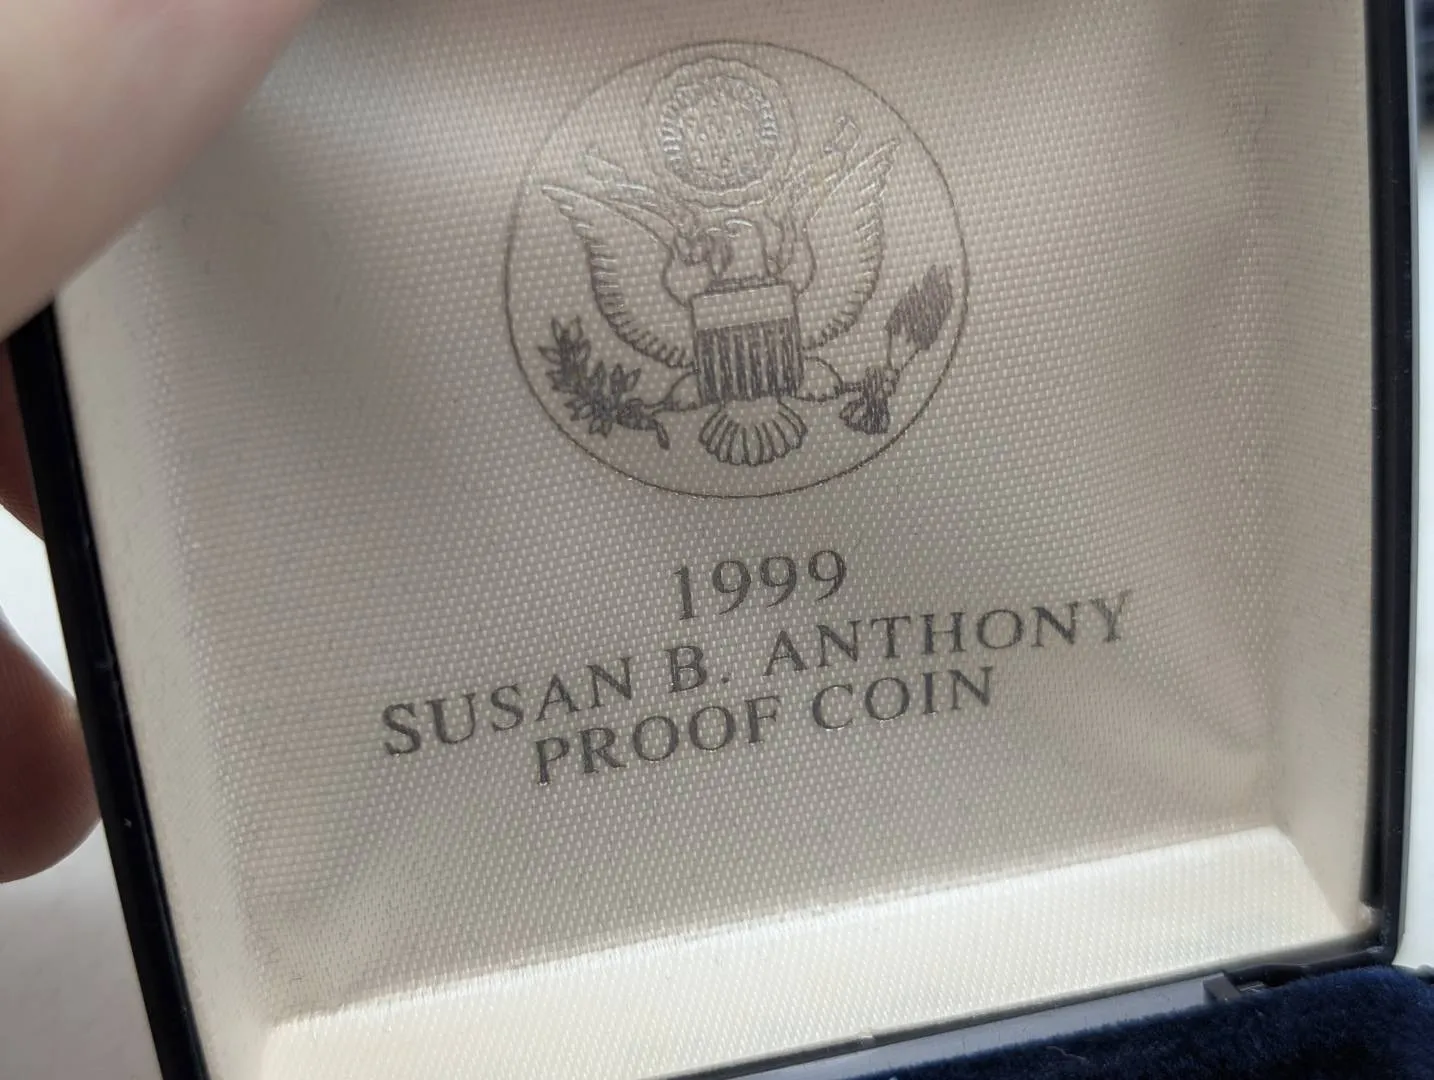 1999
SUSAN B. ANTHONY
PROOF COIN